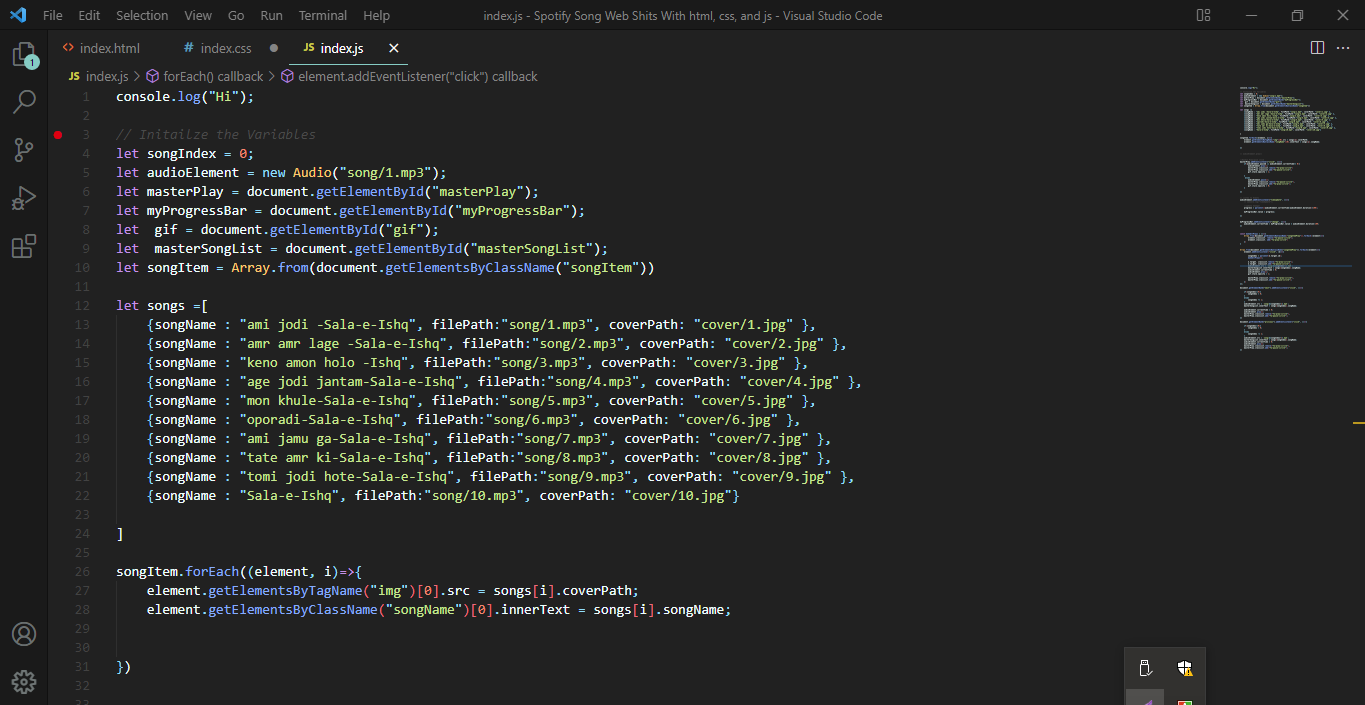 File Edit Selection View Go Run Terminal Help index.js - Spotify Song Web Shits With html, css, and js - Visual Studio Code
index.html index.css JS index.js
JS index.js > forEach() callback > element.addEventListener("click") callback
1 console.log("Hi");
2
3 // Initailze the Variables
4 let songIndex = 0;
5 let audioElement = new Audio("song/1.mp3");
6 let masterPlay = document.getElementById("masterPlay");
7 let myProgressBar = document.getElementById("myProgressBar");
8 let  gif = document.getElementById("gif");
9 let  masterSongList = document.getElementById("masterSongList");
10 let songItem = Array.from(document.getElementsByClassName("songItem"))
11
12 let songs =[
13     {songName : "ami jodi -Sala-e-Ishq", filePath:"song/1.mp3", coverPath: "cover/1.jpg" },
14     {songName : "amr amr lage -Sala-e-Ishq", filePath:"song/2.mp3", coverPath: "cover/2.jpg" },
15     {songName : "keno amon holo -Ishq", filePath:"song/3.mp3", coverPath: "cover/3.jpg" },
16     {songName : "age jodi jantam-Sala-e-Ishq", filePath:"song/4.mp3", coverPath: "cover/4.jpg" },
17     {songName : "mon khule-Sala-e-Ishq", filePath:"song/5.mp3", coverPath: "cover/5.jpg" },
18     {songName : "oporadi-Sala-e-Ishq", filePath:"song/6.mp3", coverPath: "cover/6.jpg" },
19     {songName : "ami jamu ga-Sala-e-Ishq", filePath:"song/7.mp3", coverPath: "cover/7.jpg" },
20     {songName : "tate amr ki-Sala-e-Ishq", filePath:"song/8.mp3", coverPath: "cover/8.jpg" },
21     {songName : "tomi jodi hote-Sala-e-Ishq", filePath:"song/9.mp3", coverPath: "cover/9.jpg" },
22     {songName : "Sala-e-Ishq", filePath:"song/10.mp3", coverPath: "cover/10.jpg"}
23
24 ]
25
26 songItem.forEach((element, i)=>{
27     element.getElementsByTagName("img")[0].src = songs[i].coverPath;
28     element.getElementsByClassName("songName")[0].innerText = songs[i].songName;
29
30
31 })
32
1